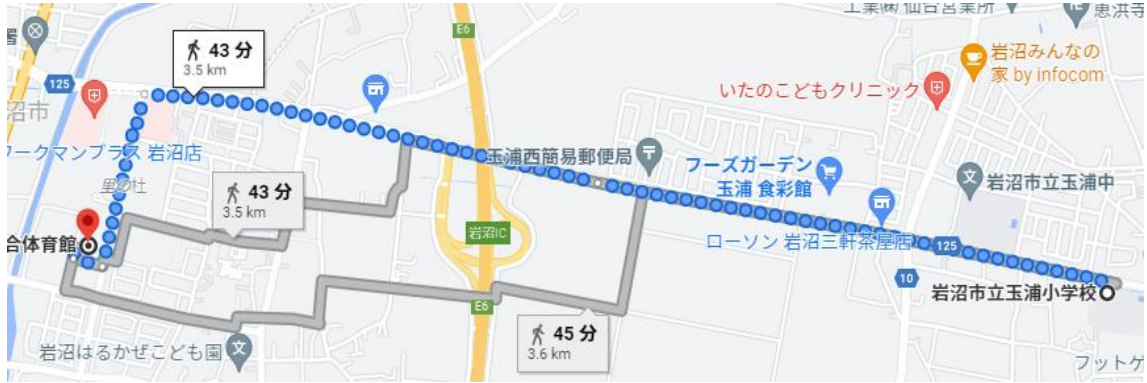 署
沼市
125
43 分
3.5 km
E6
ワークマンプラス 岩沼店
里の杜
43 分
3.5 km
合体育館
岩沼はるかぜこども園
岩沼IC
E6
45 分
3.6 km
玉浦西簡易郵便局
工業㈱ 仙台営業所
恵洪寺
岩沼みんなの
家 by infocom
いたのこどもクリニック
フーズガーデン
玉浦 食彩館
岩沼市立玉浦中
ローソン 岩沼三軒茶屋店
125
10
岩沼市立玉浦小学校
フットゲ